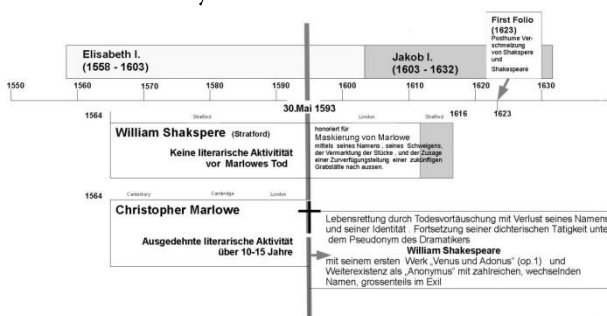 First Folio
(1623)
Posthume Ver-
schmelzung
von Shakspere
und
Shakespeare
Elisabeth I.
(1558 - 1603)
Jakob I.
(1603 - 1632)
1550 1560 1570 1580 1590 1600 1610 1620 1630
30.Mai 1593
1616 1623
1564 Stratford London Stratford
William Shakspere (Stratford)
Keine literarische Aktivitität
vor Marlowes Tod
honoriert für
Maskierung von Marlowe
mittels seines Namens , seines Schweigens,
der Vermarktung der Stücke , und der Zusage
einer Zurverfügungstellung einer zukünftigen
Grabstätte nach aussen.
1564 Canterbury Cambridge London
Christopher Marlowe
Ausgedehnte literarische Aktivität
über 10-15 Jahre
Lebensrettung durch Todesvortäuschung mit Verlust seines Namens
und seiner Identität . Fortsetzung seiner dichterischen Tätigkeit unte
dem Pseudonym des Dramatikers
William Shakespeare
mit seinem ersten Werk „Venus und Adonus“ (op.1) und
Weiterexistenz als „Anonymus“ mit zahlreichen, wechselnden
Namen, grossenteils im Exil